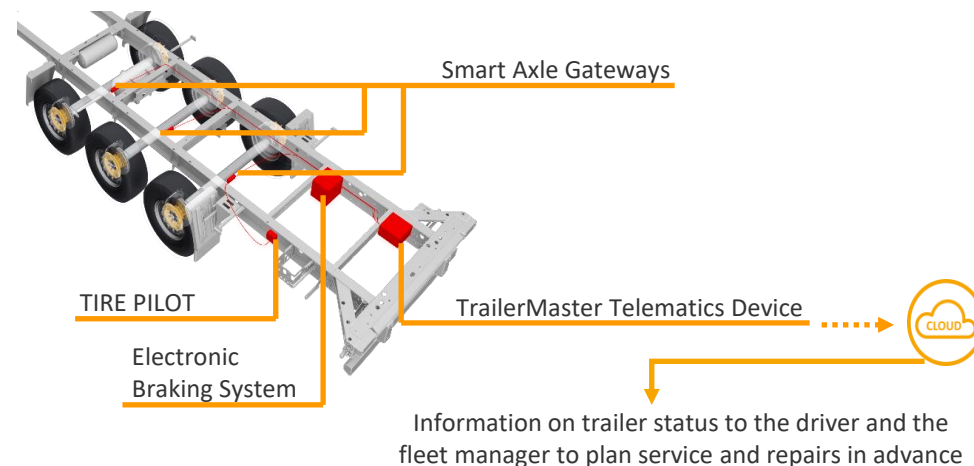 Smart Axle Gateways
TIRE PILOT
TrailerMaster Telematics Device
CLOUD
Electronic
Braking System
Information on trailer status to the driver and the
fleet manager to plan service and repairs in advance